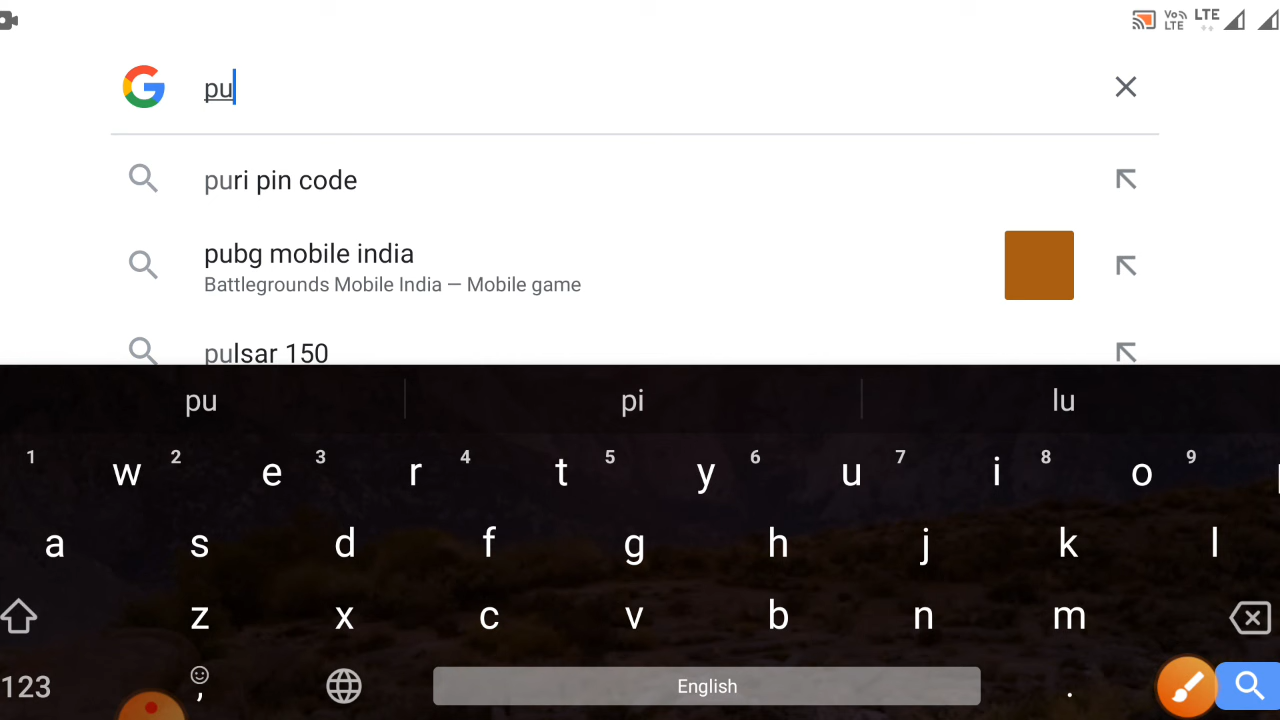 Vo LTE LTE
pu
puri pin code
pubg mobile india
Battlegrounds Mobile India — Mobile game
pulsar 150
pu pi lu
1 2 3 4 5 6 7 8 9
w e r t y u i o
a s d f g h j k l
z x c v b n m
123 , English .